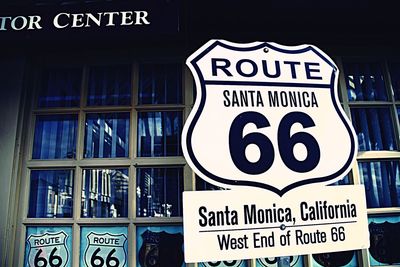 TOR CENTER
ROUTE
SANTA MONICA
66
Santa Monica, California
West End of Route 66
ROUTE
66
ROUTE
66